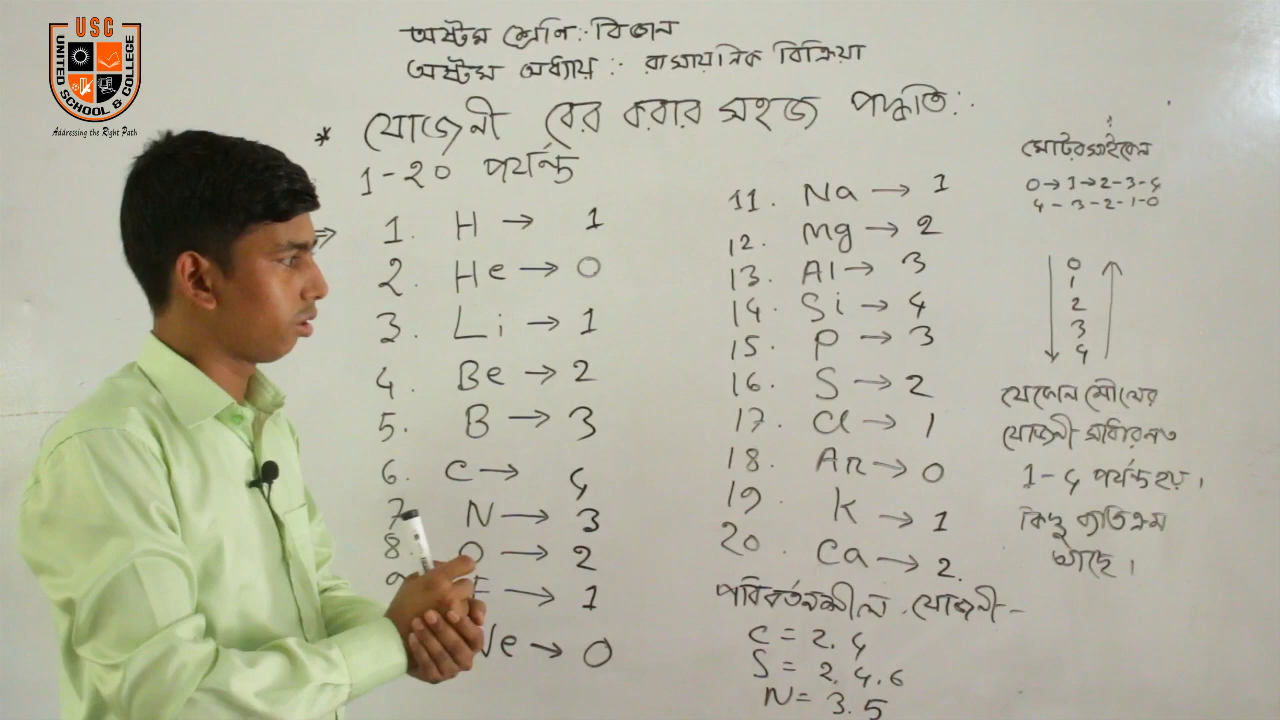 USC
UNITED SCHOOL & COLLEGE
Addressing the Right Path
অষ্টম শ্রেণি :- বিজ্ঞান
অষ্টম অধ্যায় :- রাসায়নিক বিক্রিয়া
* যোজনী বের করার সহজ পদ্ধতি :-
1-20 পর্যন্ত
⇒ 1. H → 1
2. He → 0
3. Li → 1
4. Be → 2
5. B → 3
6. C → 4
7 N → 3
8. O → 2
9 F → 1
Ne → 0
11. Na → 1
12. Mg → 2
13. Al → 3
14. Si → 4
15. P → 3
16. S → 2
17. Cl → 1
18. Ar → 0
19. K → 1
20. Ca → 2.
পরিবর্তনশীল যোজনী -
C = 2, 4
S = 2, 4, 6
N = 3, 5
মোটরসাইকেল
0→1→2-3-4
4-3-2-1-0
0
1
2
3
4
যেকোন মৌলের
যোজনী সাধারনত
1-4 পর্যন্ত হয়।
কিন্তু ব্যতিক্রম
আছে।